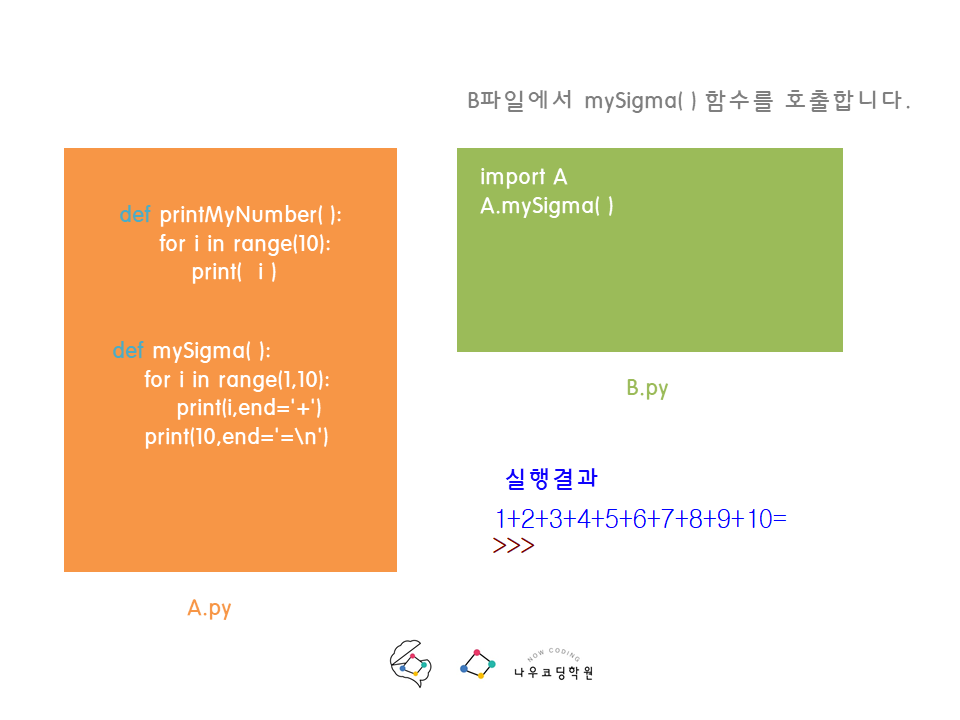 B파일에서 mySigma( ) 함수를 호출합니다.
def printMyNumber( ):
for i in range(10):
print(  i )
def mySigma( ):
for i in range(1,10):
print(i,end='+')
print(10,end='=\n')
A.py
import A
A.mySigma( )
B.py
실행결과
1+2+3+4+5+6+7+8+9+10=
>>>
NOW CODING
나우코딩학원